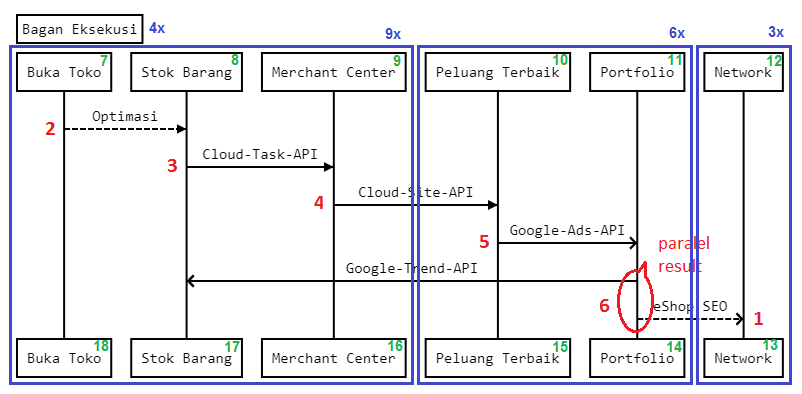 Bagan Eksekusi 4x
9x 6x 3x
Buka Toko 7 Stok Barang 8 Merchant Center 9 Peluang Terbaik 10 Portfolio 11 Network 12
2 Optimasi
3 Cloud-Task-API
4 Cloud-Site-API
5 Google-Ads-API
paralel
result
Google-Trend-API
6 eShop SEO 1
Buka Toko 18 Stok Barang 17 Merchant Center 16 Peluang Terbaik 15 Portfolio 14 Network 13